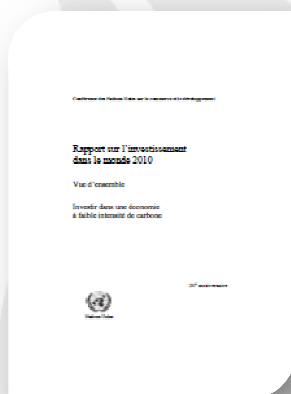 Conférence des Nations Unies sur le commerce et le développement
Rapport sur l'investissement
dans le monde 2010
Vue d'ensemble
Investir dans une économie
à faible intensité de carbone
20e anniversaire
Nations Unies